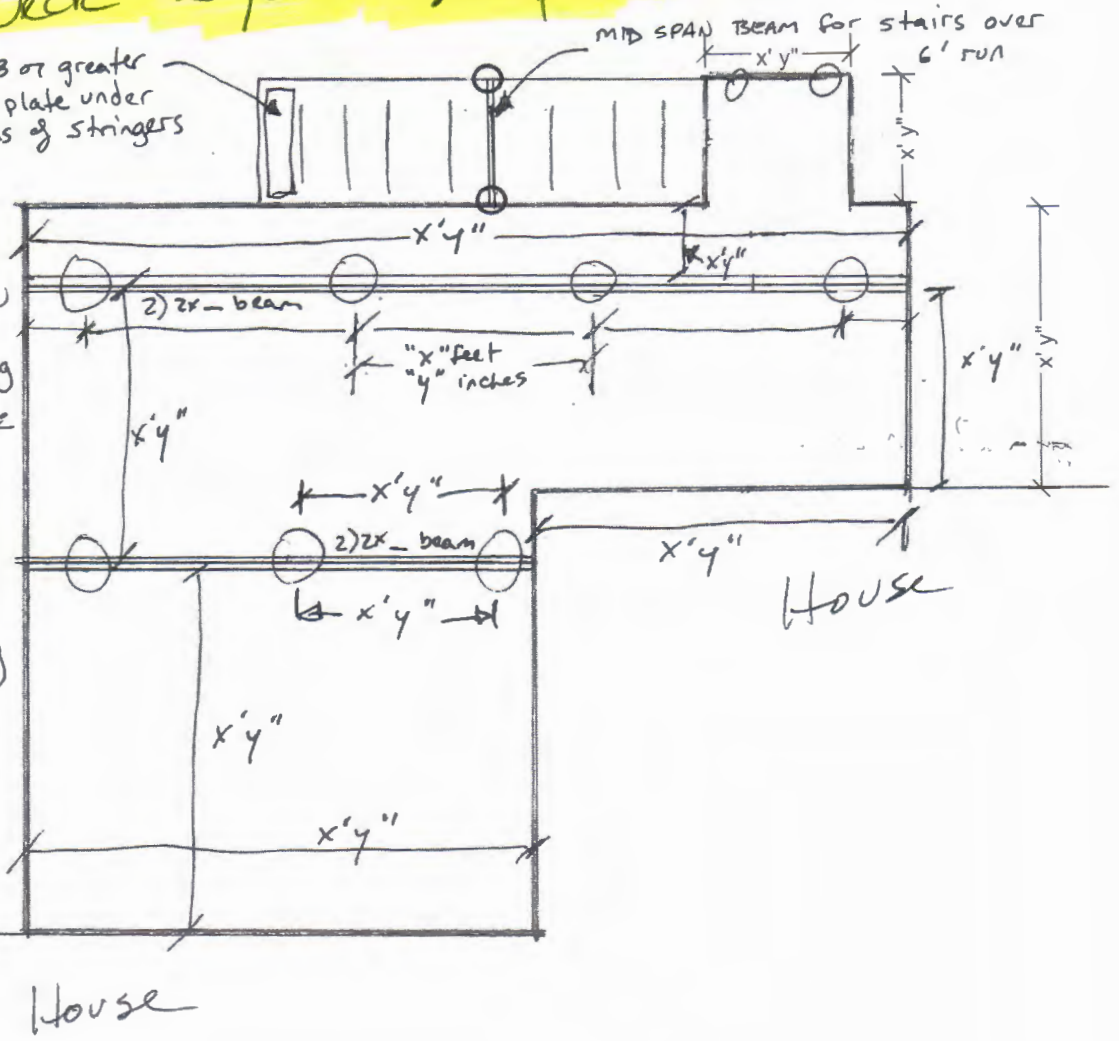 MID SPAN BEAM for stairs over
6' run
x' y"
3 or greater
plate under
of stringers
x' y"
x'y"
x'y"
2) 2x_ beam
"x" feet
"y" inches
x'y"
x'y"
x'y"
x'y"
2) 2x_ beam
x'y"
x'y"
House
x'y"
x'y"
House